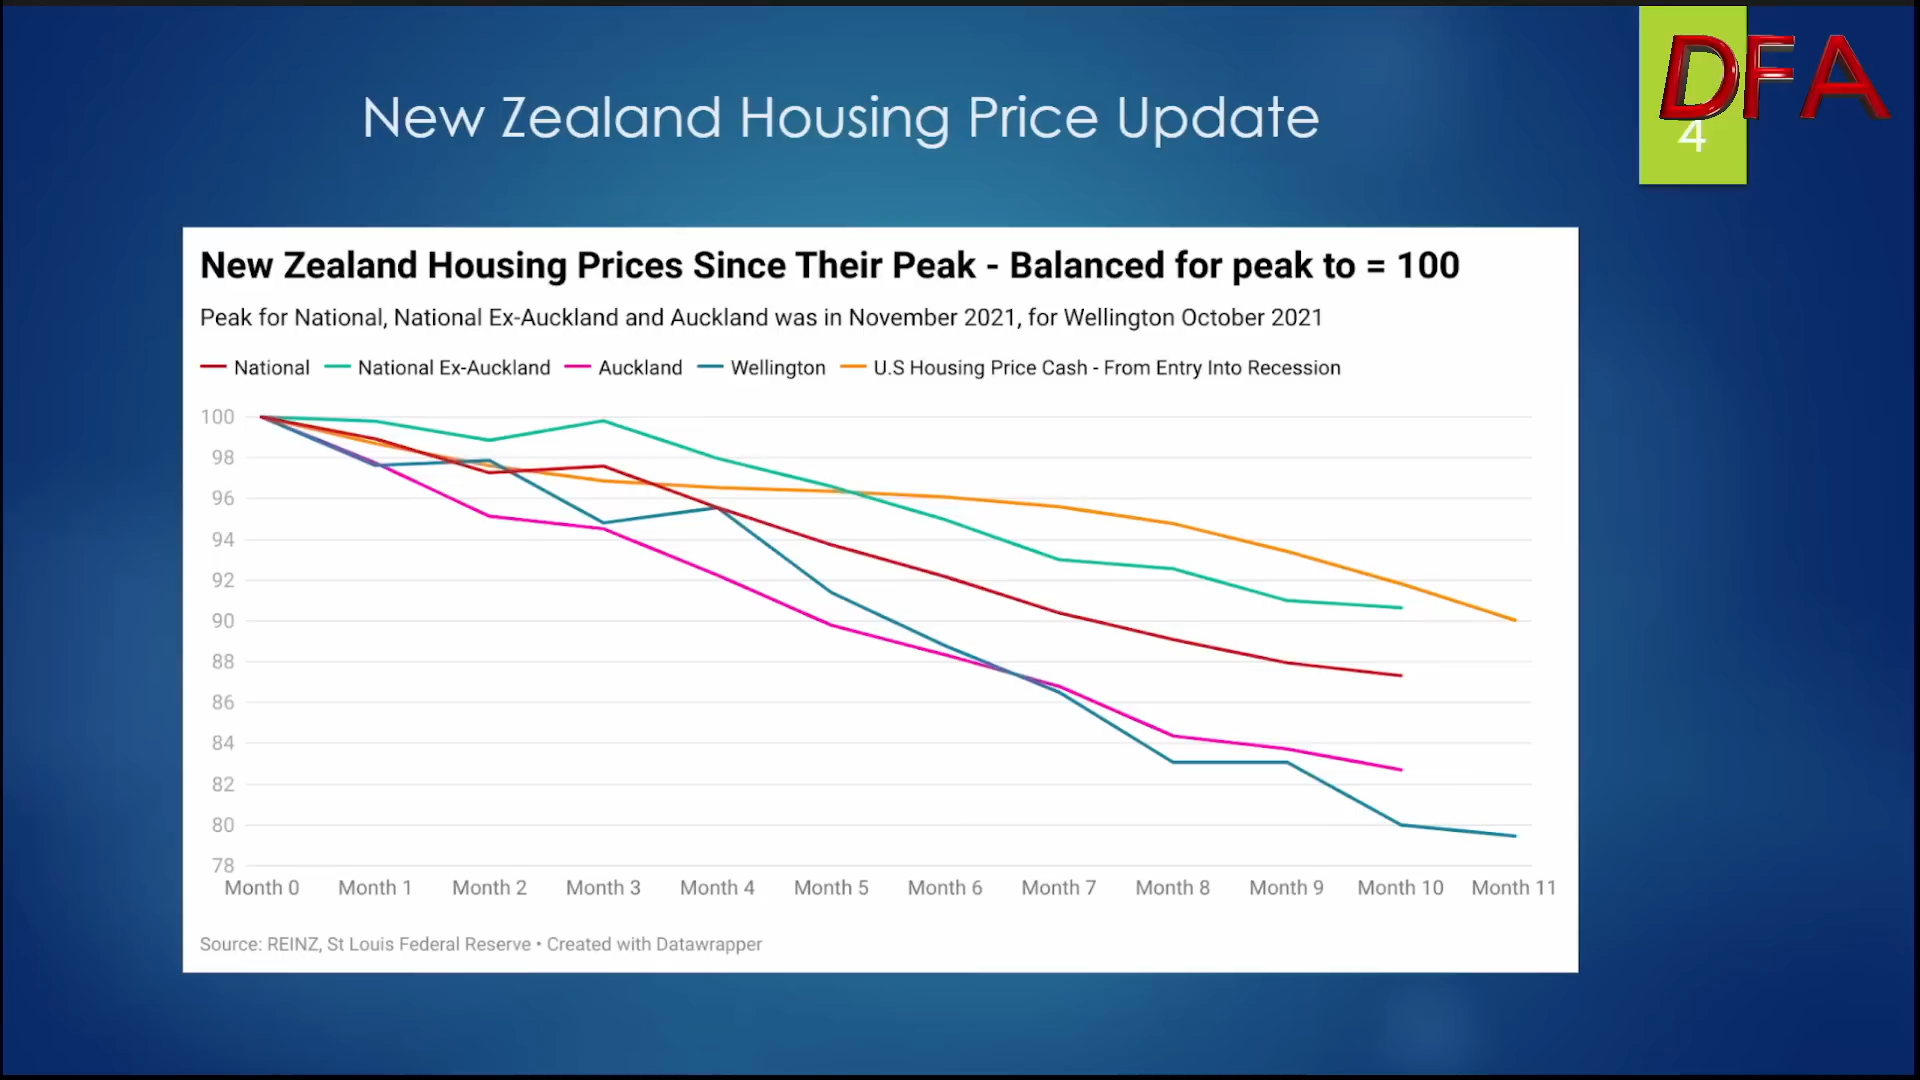 DFA
New Zealand Housing Price Update
4
New Zealand Housing Prices Since Their Peak - Balanced for peak to = 100
Peak for National, National Ex-Auckland and Auckland was in November 2021, for Wellington October 2021
National National Ex-Auckland Auckland Wellington U.S Housing Price Cash - From Entry Into Recession
100
98
96
94
92
90
88
86
84
82
80
78
Month 0 Month 1 Month 2 Month 3 Month 4 Month 5 Month 6 Month 7 Month 8 Month 9 Month 10 Month 11
Source: REINZ, St Louis Federal Reserve • Created with Datawrapper